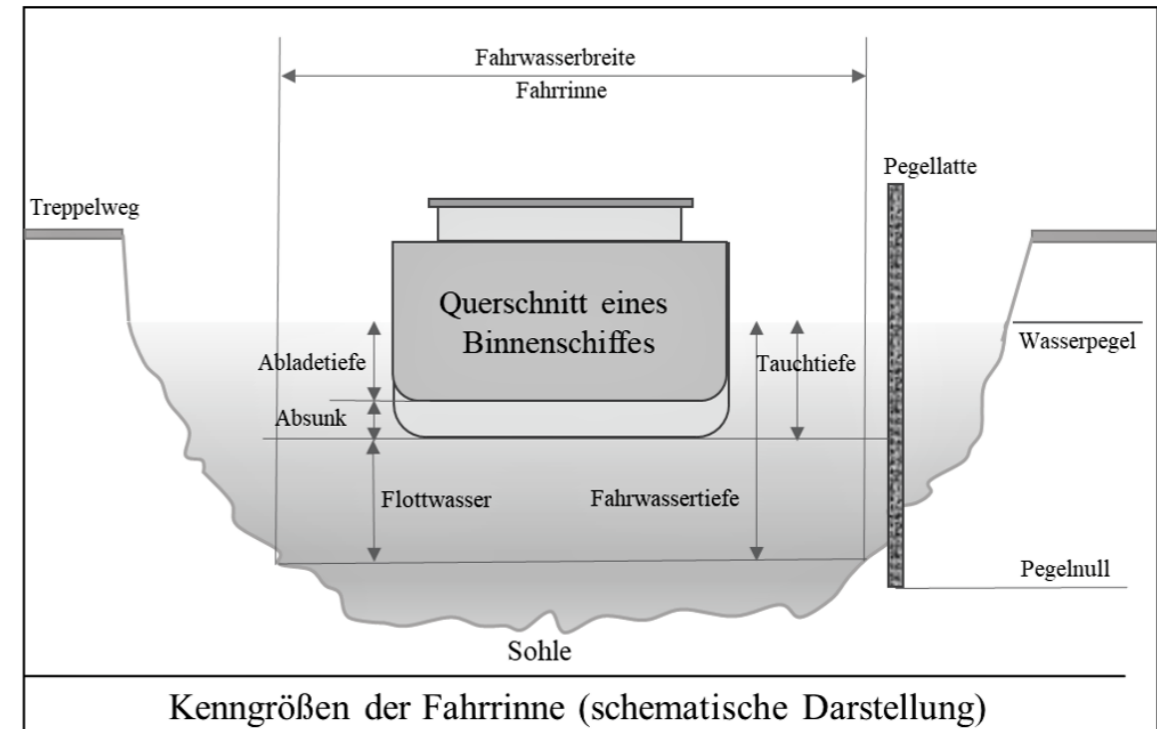 Fahrwasserbreite
Fahrrinne
Pegellatte
Treppelweg
Querschnitt eines
Binnenschiffes
Wasserpegel
Abladetiefe
Tauchtiefe
Absunk
Flottwasser
Fahrwassertiefe
Pegelnull
Sohle
Kenngrößen der Fahrrinne (schematische Darstellung)